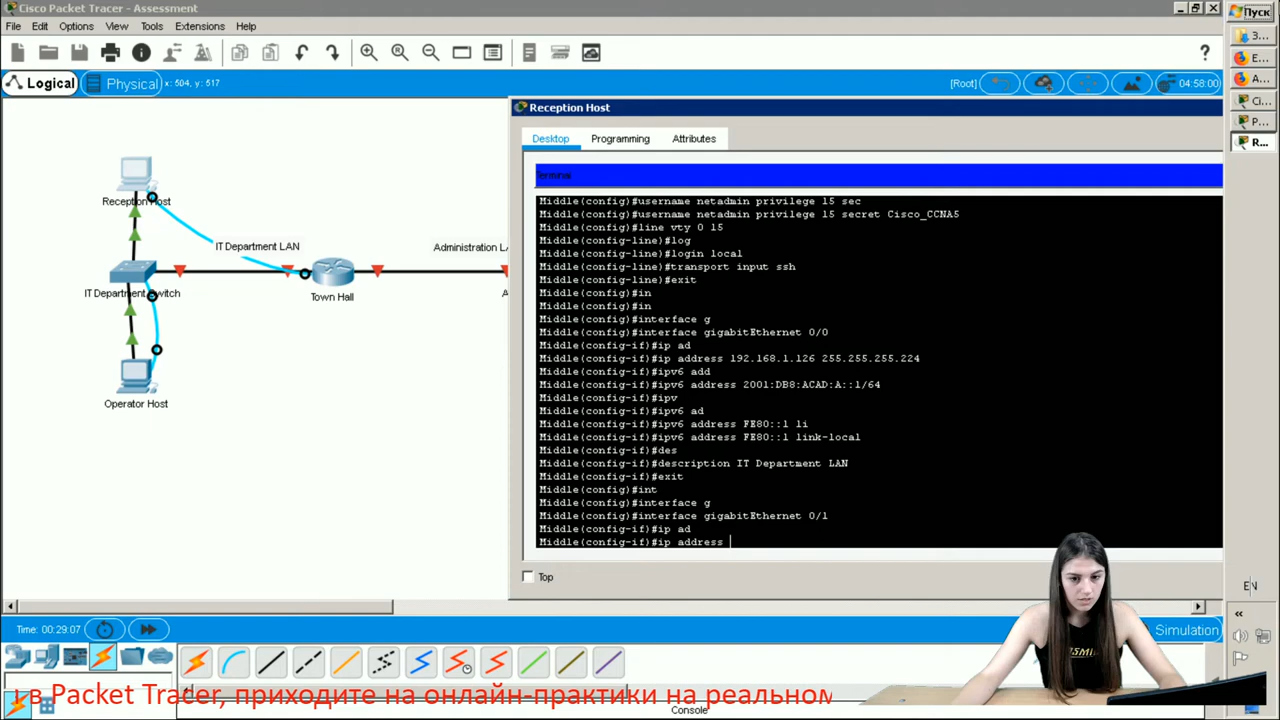 Cisco Packet Tracer - Assessment
Пуск
File Edit Options View Tools Extensions Help
З...
E...
A...
Ci...
P...
R...
?
Logical
Physical
x: 504, y: 517
[Root]
04:58:00
Reception Host
Desktop
Programming
Attributes
Terminal
Middle(config)#username netadmin privilege 15 sec
Middle(config)#username netadmin privilege 15 secret Cisco_CCNA5
Middle(config)#line vty 0 15
Middle(config-line)#log
Middle(config-line)#login local
Middle(config-line)#transport input ssh
Middle(config-line)#exit
Middle(config)#in
Middle(config)#in
Middle(config)#interface g
Middle(config)#interface gigabitEthernet 0/0
Middle(config-if)#ip ad
Middle(config-if)#ip address 192.168.1.126 255.255.255.224
Middle(config-if)#ipv6 add
Middle(config-if)#ipv6 address 2001:DB8:ACAD:A::1/64
Middle(config-if)#ipv
Middle(config-if)#ipv6 ad
Middle(config-if)#ipv6 address FE80::1 li
Middle(config-if)#ipv6 address FE80::1 link-local
Middle(config-if)#des
Middle(config-if)#description IT Department LAN
Middle(config-if)#exit
Middle(config)#int
Middle(config)#interface g
Middle(config)#interface gigabitEthernet 0/1
Middle(config-if)#ip ad
Middle(config-if)#ip address
Top
Reception Host
IT Department LAN
Administration LA
IT Department Switch
Town Hall
A
Operator Host
EN
Time: 00:29:07
Simulation
в Packet Tracer, приходите на онлайн-практики на реальном
Console